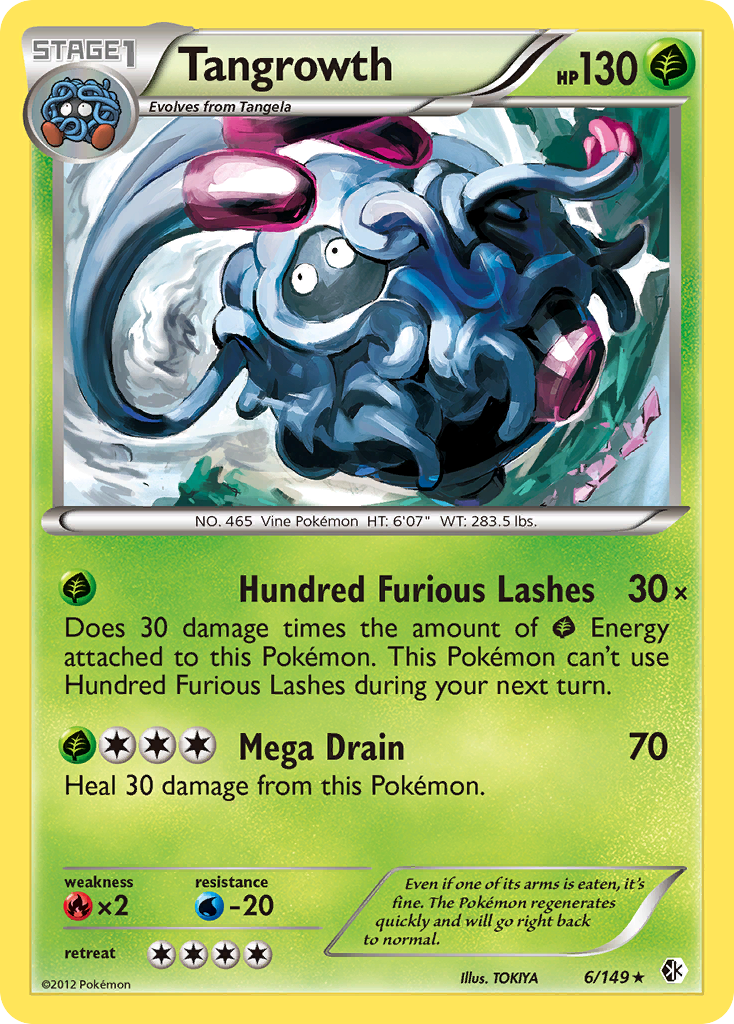 STAGE1
Tangrowth
HP130
Evolves from Tangela
NO. 465 Vine Pokémon HT: 6'07" WT: 283.5 lbs.
Hundred Furious Lashes 30×
Does 30 damage times the amount of Energy
attached to this Pokémon. This Pokémon can't use
Hundred Furious Lashes during your next turn.
Mega Drain 70
Heal 30 damage from this Pokémon.
weakness resistance
×2 -20
retreat
Even if one of its arms is eaten, it's
fine. The Pokémon regenerates
quickly and will go right back
to normal.
©2012 Pokémon Illus. TOKIYA 6/149 ★